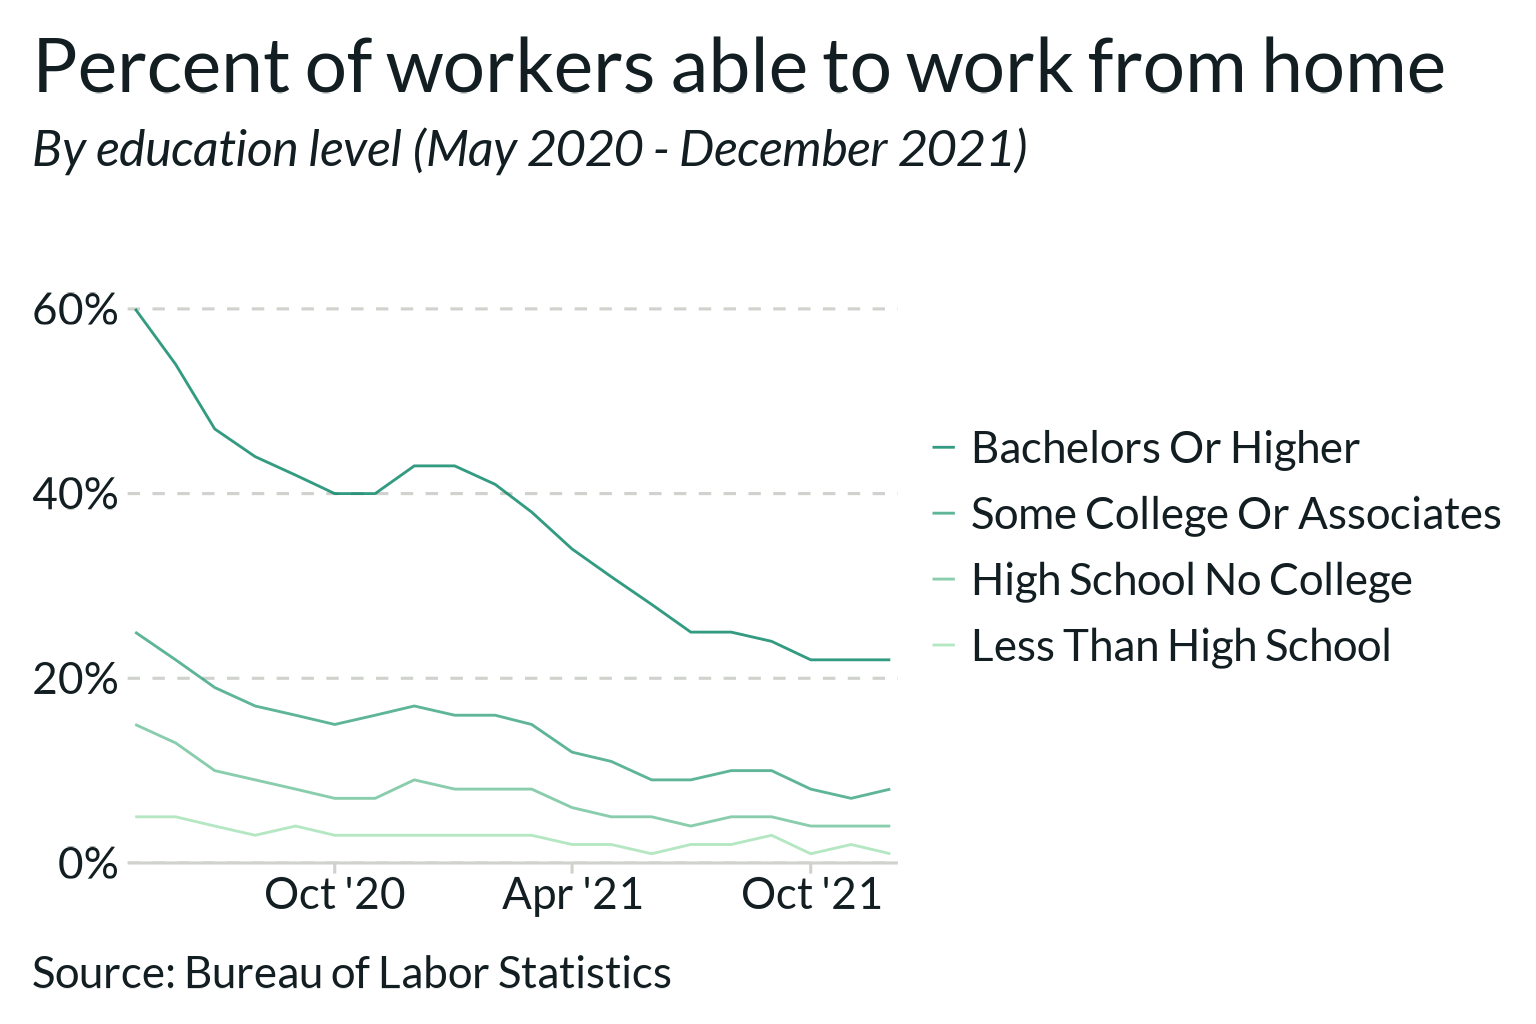 Percent of workers able to work from home
By education level (May 2020 - December 2021)
60%
40%
20%
0%
Oct '20
Apr '21
Oct '21
Bachelors Or Higher
Some College Or Associates
High School No College
Less Than High School
Source: Bureau of Labor Statistics